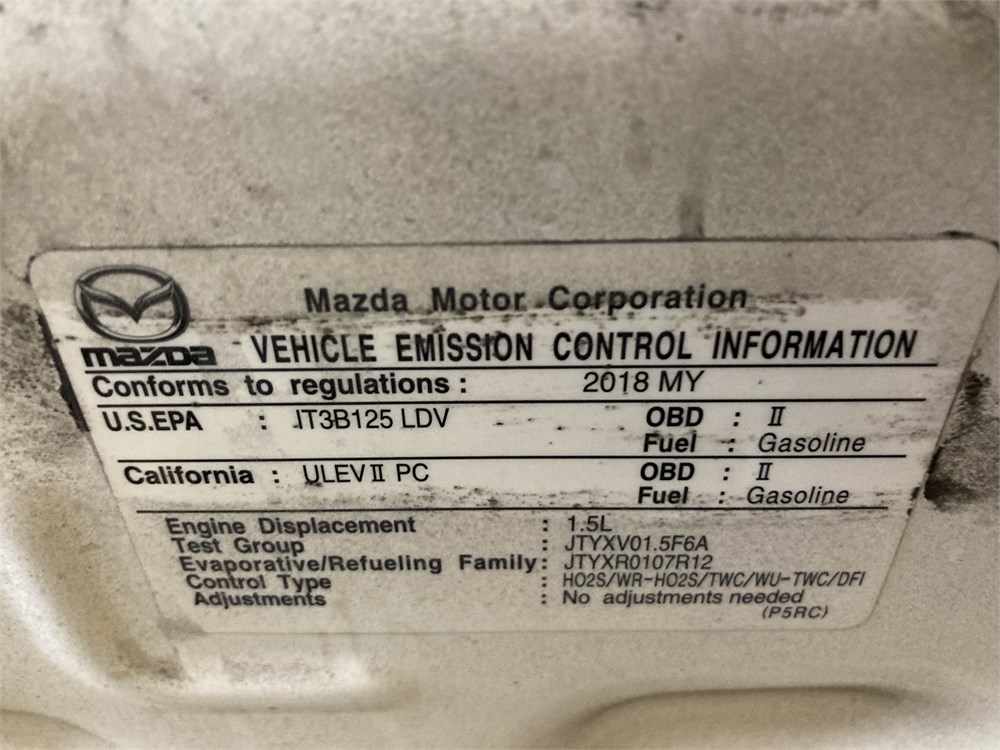 Mazda Motor Corporation
mazda VEHICLE EMISSION CONTROL INFORMATION
Conforms to regulations : 2018 MY
U.S.EPA : JT3B125 LDV OBD : II
Fuel : Gasoline
California : ULEV II PC OBD : II
Fuel : Gasoline
Engine Displacement : 1.5L
Test Group : JTYXV01.5F6A
Evaporative/Refueling Family: JTYXR0107R12
Control Type : HO2S/WR-HO2S/TWC/WU-TWC/DFI
Adjustments : No adjustments needed
(P5RC)